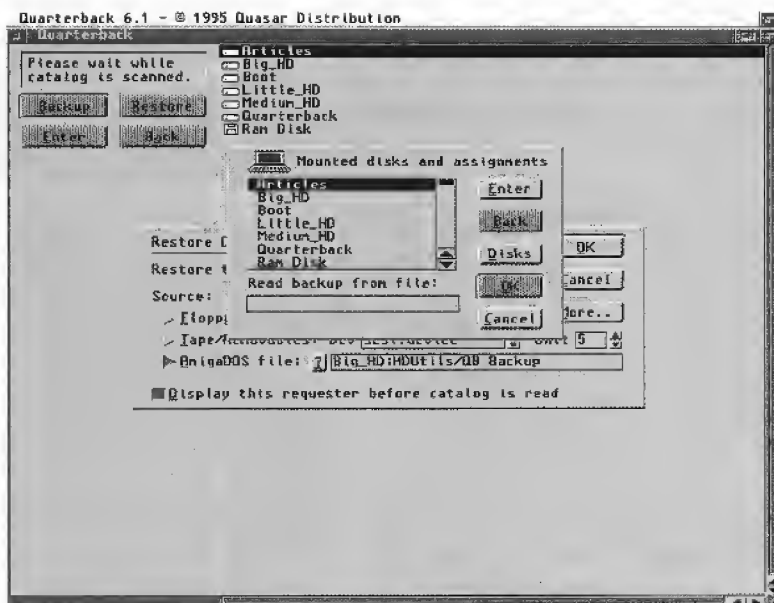 Quarterback 6.1 - © 1995 Quasar Distribution
Quarterback
Please wait while
catalog is scanned.
Backup Restore
Enter Back
Articles
Big_HD
Boot
Little_HD
Medium_HD
Quarterback
Ram Disk
Mounted disks and assignments
Articles
Big_HD
Boot
Little_HD
Medium_HD
Quarterback
Ram Disk
Enter
Back
Disks
OK
Cancel
Read backup from file:
Restore
Restore
Source:
OK
Cancel
More..
Unit 5
AmigaDOS file: ? Big_HD:HDUtils/QB Backup
Display this requester before catalog is read